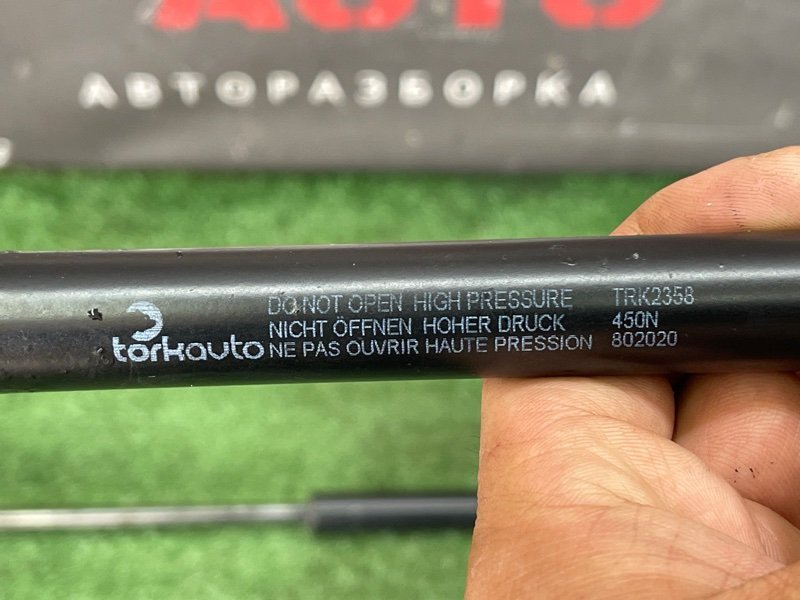 AUTO
АВТОРАЗБОРКА
DO NOT OPEN HIGH PRESSURE TRK2358
NICHT ÖFFNEN HOHER DRUCK 450N
torkauto NE PAS OUVRIR HAUTE PRESSION 802020